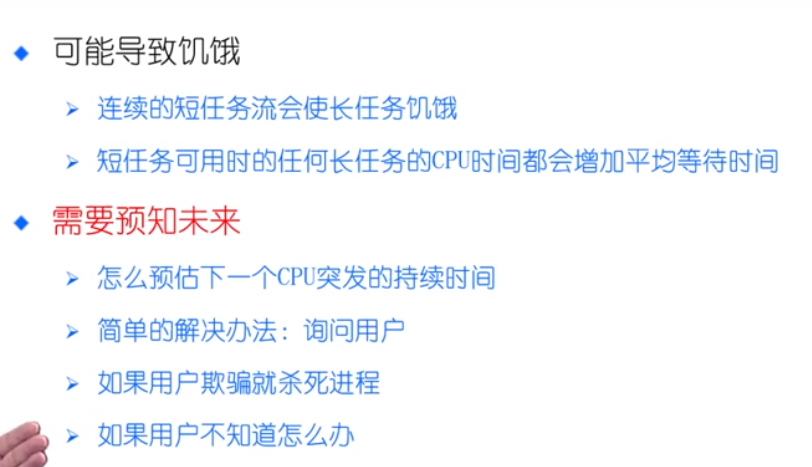 可能导致饥饿
连续的短任务流会使长任务饥饿
短任务可用时的任何长任务的CPU时间都会增加平均等待时间
需要预知未来
怎么预估下一个CPU突发的持续时间
简单的解决办法：询问用户
如果用户欺骗就杀死进程
如果用户不知道怎么办